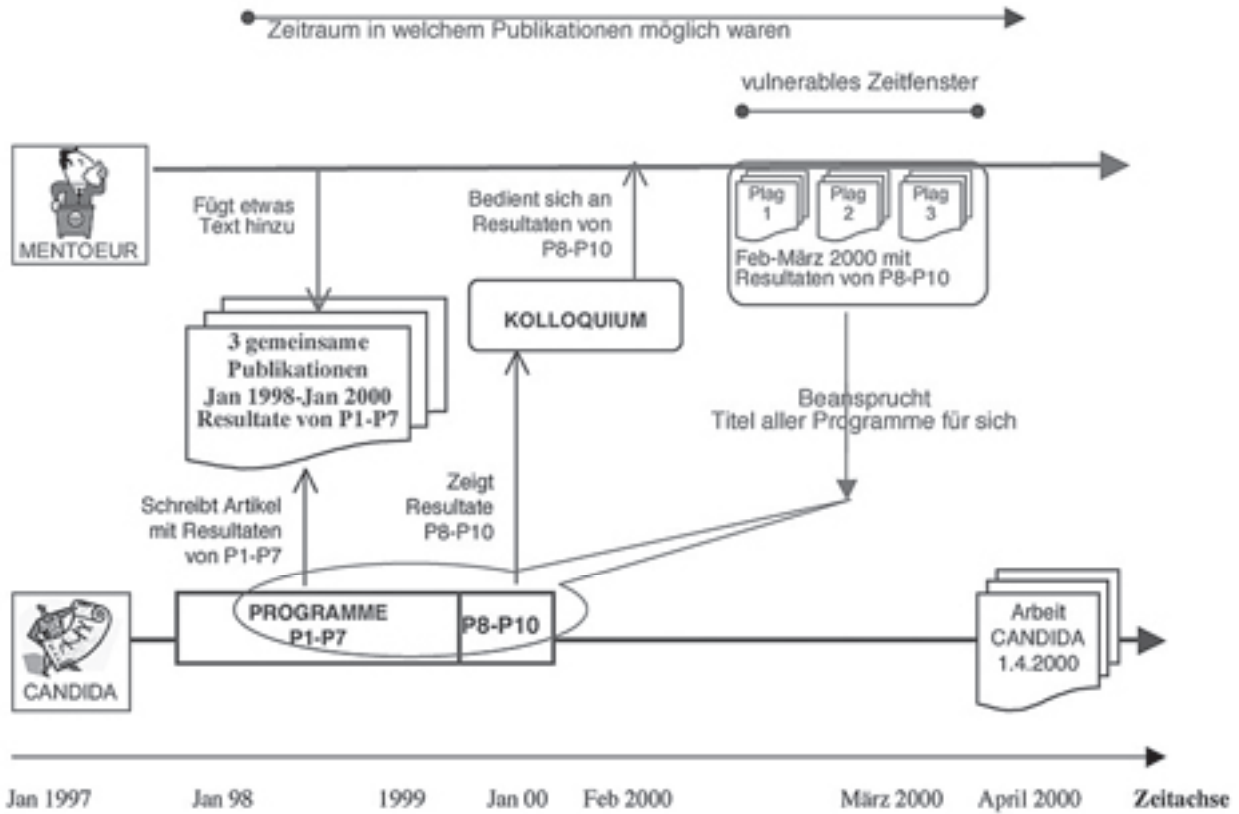 Zeitraum in welchem Publikationen möglich waren
vulnerables Zeitfenster
MENTOEUR
Fügt etwas
Text hinzu
Bedient sich an
Resultaten von
P8-P10
Plag
1
Plag
2
Plag
3
Feb-März 2000 mit
Resultaten von P8-P10
KOLLOQUIUM
3 gemeinsame
Publikationen
Jan 1998-Jan 2000
Resultate von P1-P7
Beansprucht
Titel aller Programme für sich
Schreibt Artikel
mit Resultaten
von P1-P7
Zeigt
Resultate
P8-P10
CANDIDA
PROGRAMME
P1-P7
P8-P10
Arbeit
CANDIDA
1.4.2000
Jan 1997 Jan 98 1999 Jan 00 Feb 2000 März 2000 April 2000 Zeitachse